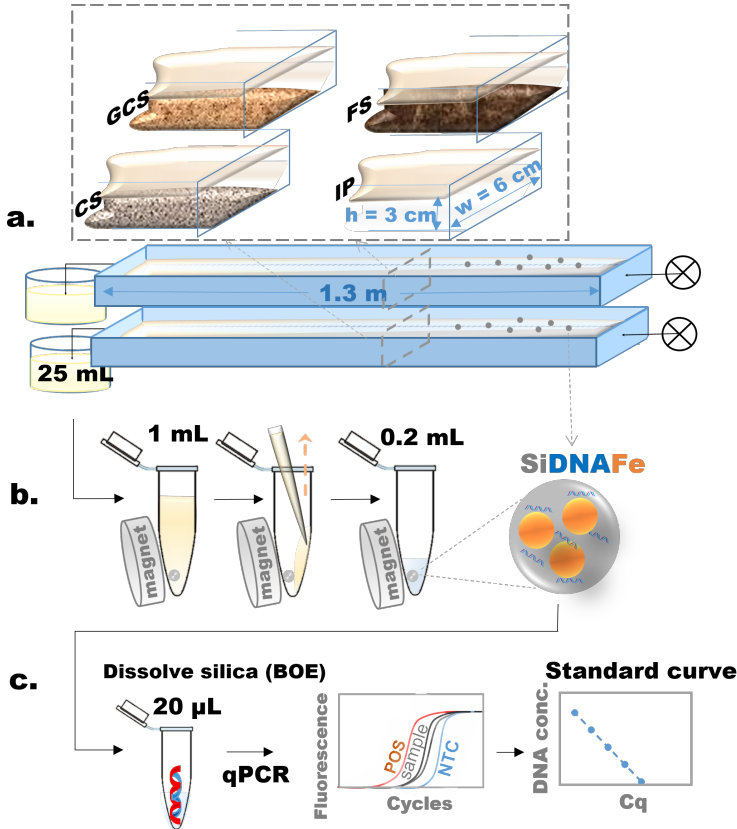 GCS
FS
CS
IP
h = 3 cm
w = 6 cm
a.
1.3 m
25 mL
b.
1 mL
0.2 mL
magnet
magnet
magnet
SiDNAFe
c.
Dissolve silica (BOE)
20 µL
qPCR
Fluorescence
POS
sample
NTC
Cycles
Standard curve
DNA conc.
Cq